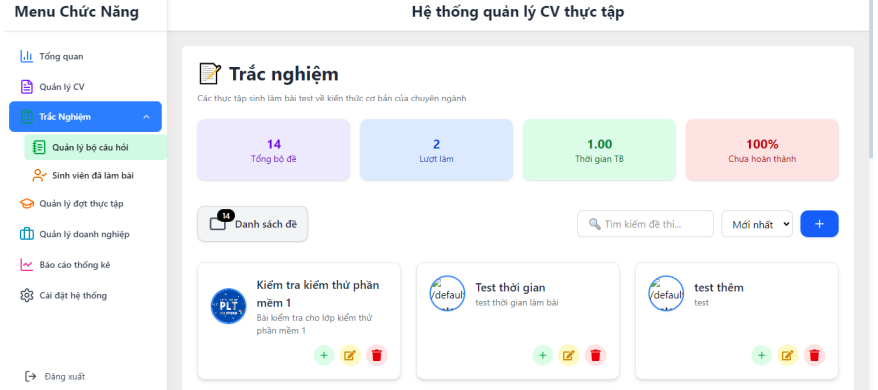 Menu Chức Năng
Hệ thống quản lý CV thực tập
Tổng quan
Quản lý CV
Trắc Nghiệm
Quản lý bộ câu hỏi
Sinh viên đã làm bài
Quản lý đợt thực tập
Quản lý doanh nghiệp
Báo cáo thống kê
Cài đặt hệ thống
Đăng xuất
Trắc nghiệm
Các thực tập sinh làm bài test về kiến thức cơ bản của chuyên ngành
14
Tổng bộ đề
2
Lượt làm
1.00
Thời gian TB
100%
Chưa hoàn thành
14
Danh sách đề
Tìm kiếm đề thi...
Mới nhất
+
PLT
Kiểm tra kiểm thử phần
mềm 1
Bài kiểm tra cho lớp kiểm thử
phần mềm 1
+
/defaul
Test thời gian
test thời gian làm bài
+
/defaul
test thêm
test
+